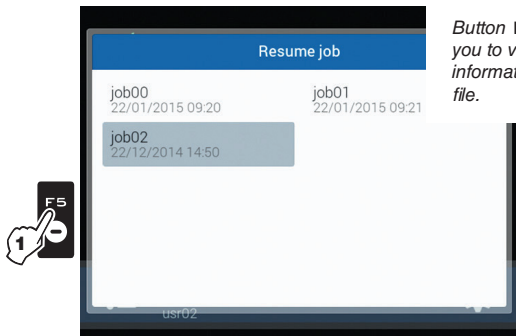 Resume job
job00
22/01/2015 09:20
job01
22/01/2015 09:21
job02
22/12/2014 14:50
usr02
F5
1
Button
you to
informat
file.